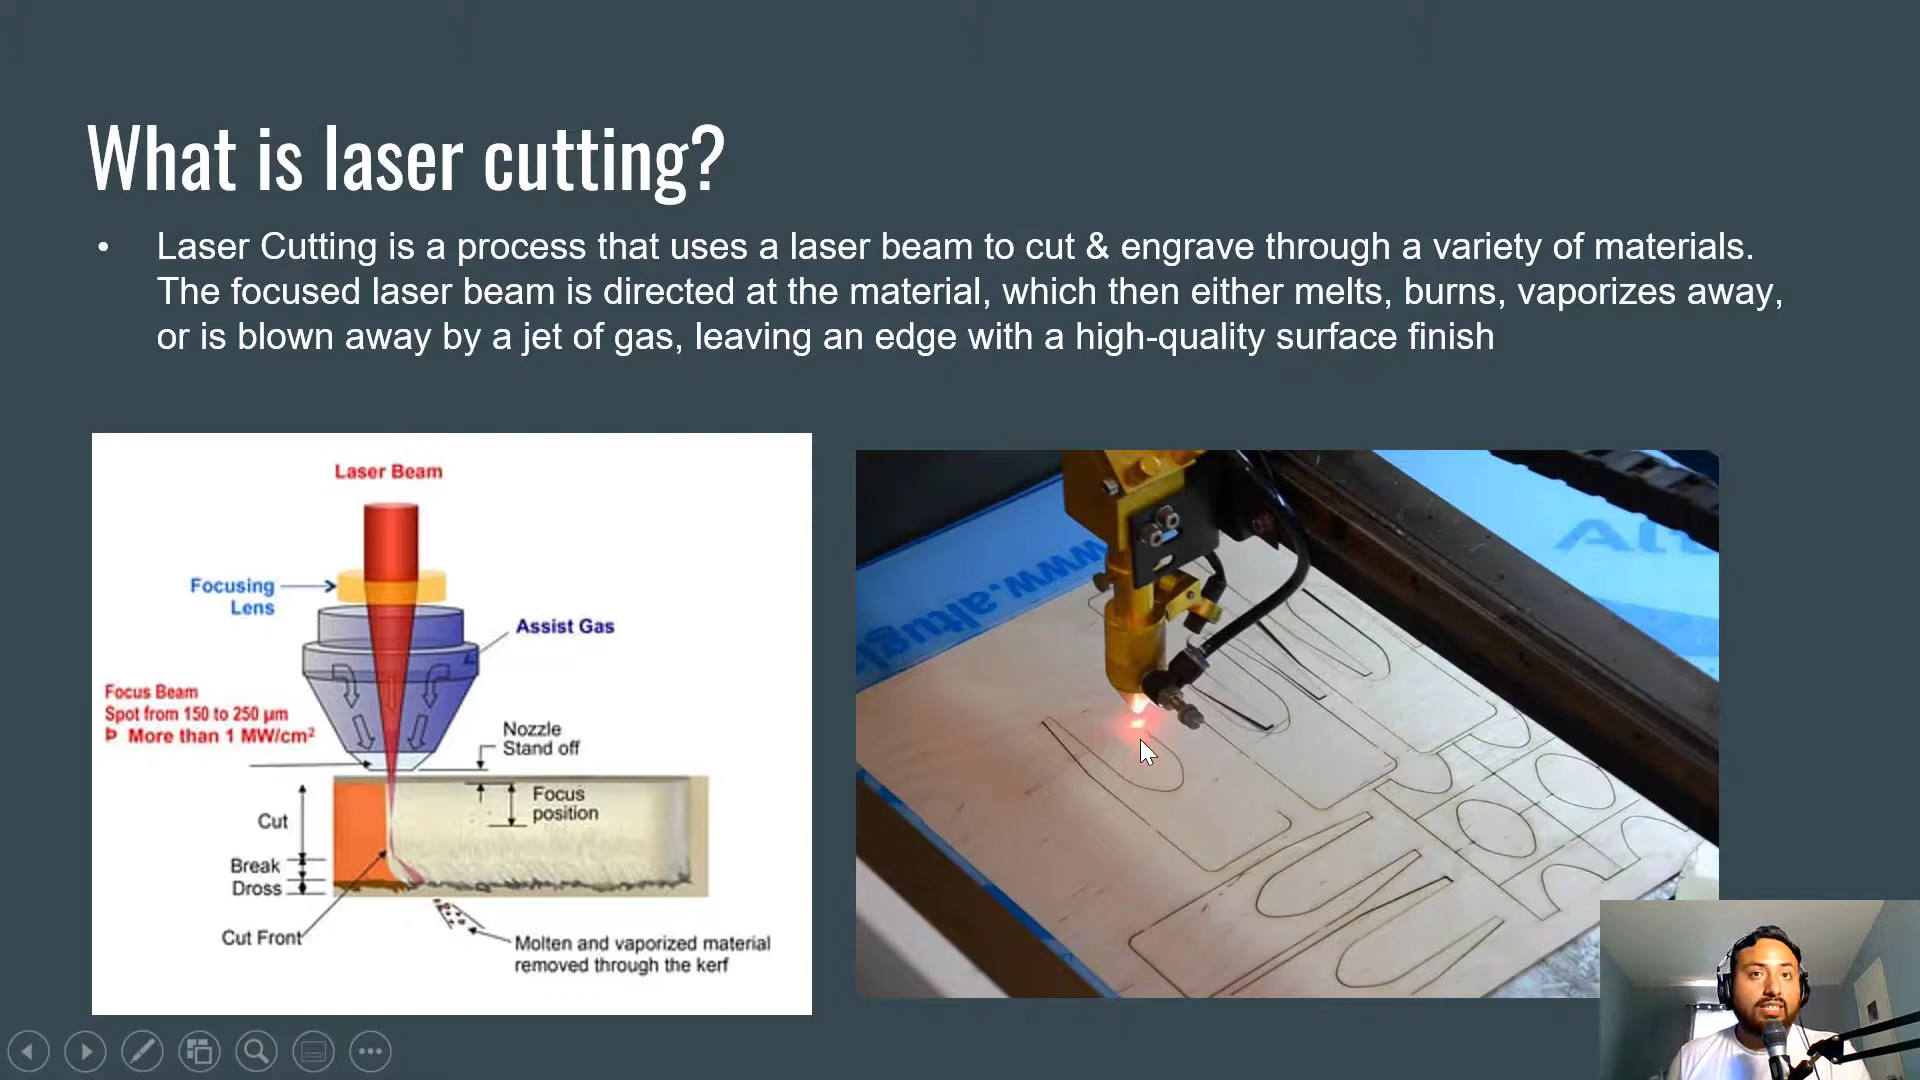 What is laser cutting?
• Laser Cutting is a process that uses a laser beam to cut & engrave through a variety of materials.
The focused laser beam is directed at the material, which then either melts, burns, vaporizes away,
or is blown away by a jet of gas, leaving an edge with a high-quality surface finish
Laser Beam
Focusing
Lens
Assist Gas
Focus Beam
Spot from 150 to 250 µm
Þ More than 1 MW/cm²
Nozzle
Stand off
Focus
position
Cut
Break
Dross
Cut Front
Molten and vaporized material
removed through the kerf
www.altug